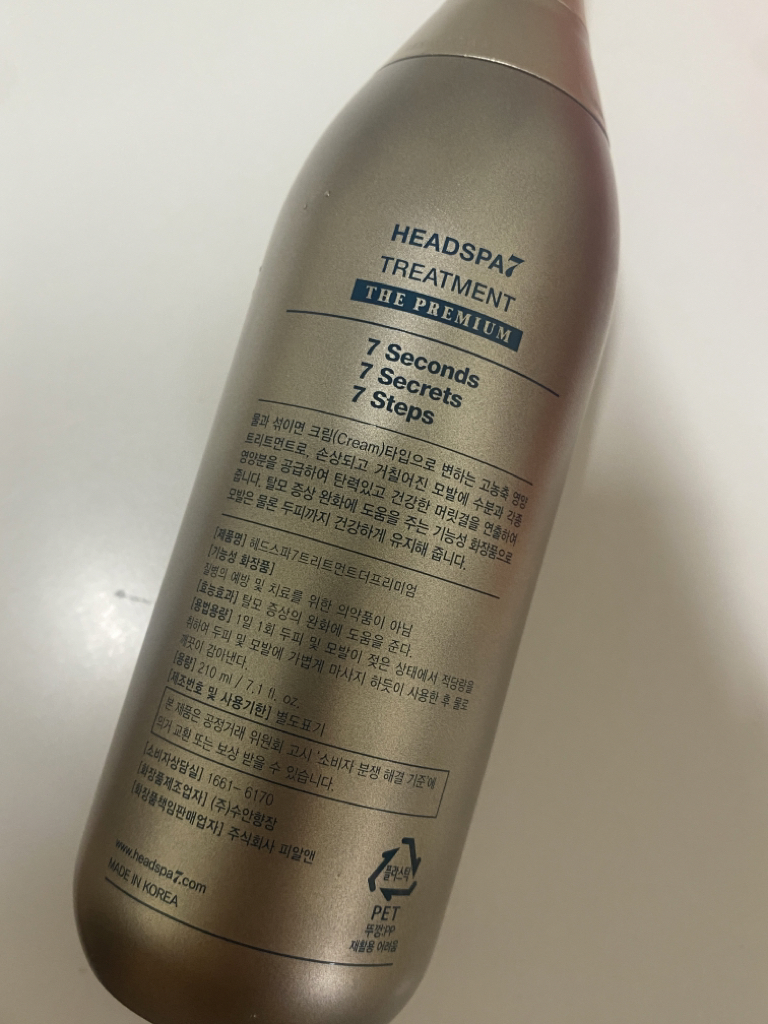 HEADSPA7
TREATMENT
THE PREMIUM
7 Seconds
7 Secrets
7 Steps
물과 섞이면 크림(Cream)타입으로 변하는 고농축 영양
트리트먼트로, 손상되고 거칠어진 모발에 수분과 각종
영양분을 공급하여 탄력있고 건강한 머릿결을 연출하여
줍니다. 탈모 증상 완화에 도움을 주는 기능성 화장품으로
모발은 물론 두피까지 건강하게 유지해 줍니다.
[제품명] 헤드스파7트리트먼트더프리미엄
[기능성 화장품]
질병의 예방 및 치료를 위한 의약품이 아님
[효능효과] 탈모 증상의 완화에 도움을 준다.
[용법용량] 1일 1회 두피 및 모발이 젖은 상태에서 적당량을
취하여 두피 및 모발에 가볍게 마사지 하듯이 사용한 후 물로
깨끗이 감아낸다.
[용량] 210 ml / 7.1 fl. oz.
[제조번호 및 사용기한] 별도표기
본 제품은 공정거래 위원회 고시 '소비자 분쟁 해결 기준'에
의거 교환 또는 보상 받을 수 있습니다.
[소비자상담실] 1661- 6170
[화장품제조업자] (주)수안향장
[화장품책임판매업자] 주식회사 피알앤
www.headspa7.com
MADE IN KOREA
플라스틱
PET
뚜껑:PP
재활용 어려움